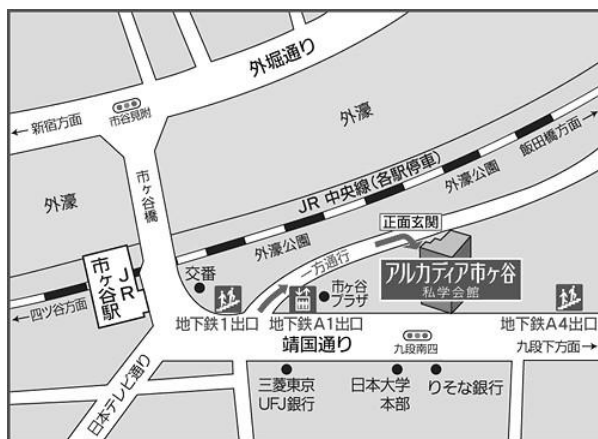 外堀通り
←新宿方面
市谷見附
外濠
飯田橋方面→
JR 中央線(各駅停車)
外濠公園
市ヶ谷橋
外濠
正面玄関
外濠公園
一方通行
アルカディア市ヶ谷
私学会館
JR
市ヶ谷駅
交番
市ヶ谷
プラザ
←四ツ谷方面
地下鉄1出口
地下鉄A1出口
地下鉄A4出口
靖国通り
九段南四
九段下方面→
日本テレビ通り
三菱東京
UFJ銀行
日本大学
本部
りそな銀行